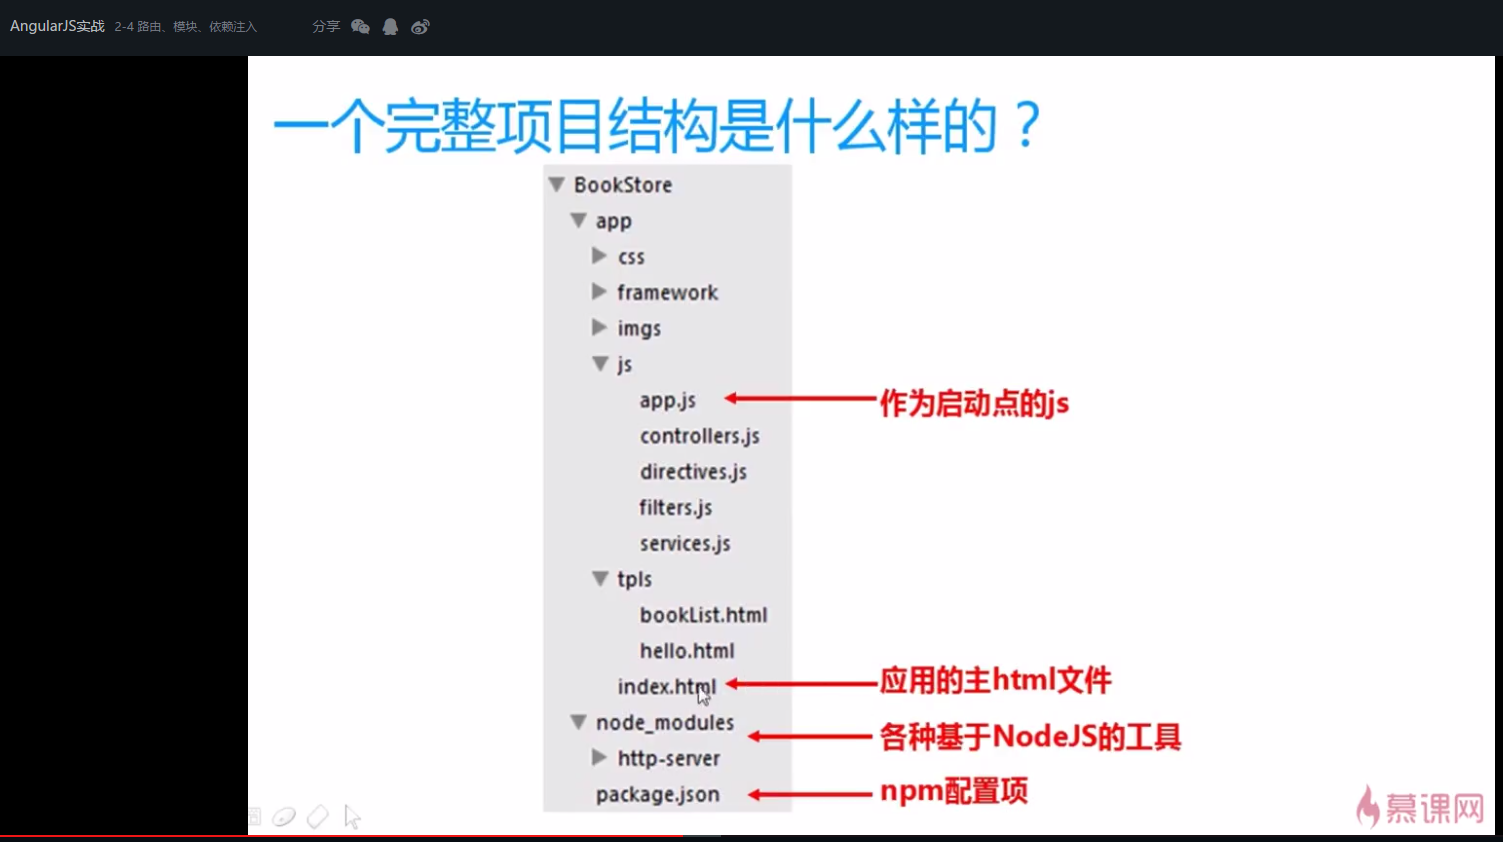 AngularJS实战 2-4 路由、模块、依赖注入 分享
一个完整项目结构是什么样的？
BookStore
app
css
framework
imgs
js
app.js 作为启动点的js
controllers.js
directives.js
filters.js
services.js
tpls
bookList.html
hello.html
index.html 应用的主html文件
node_modules 各种基于NodeJS的工具
http-server
package.json npm配置项
慕课网